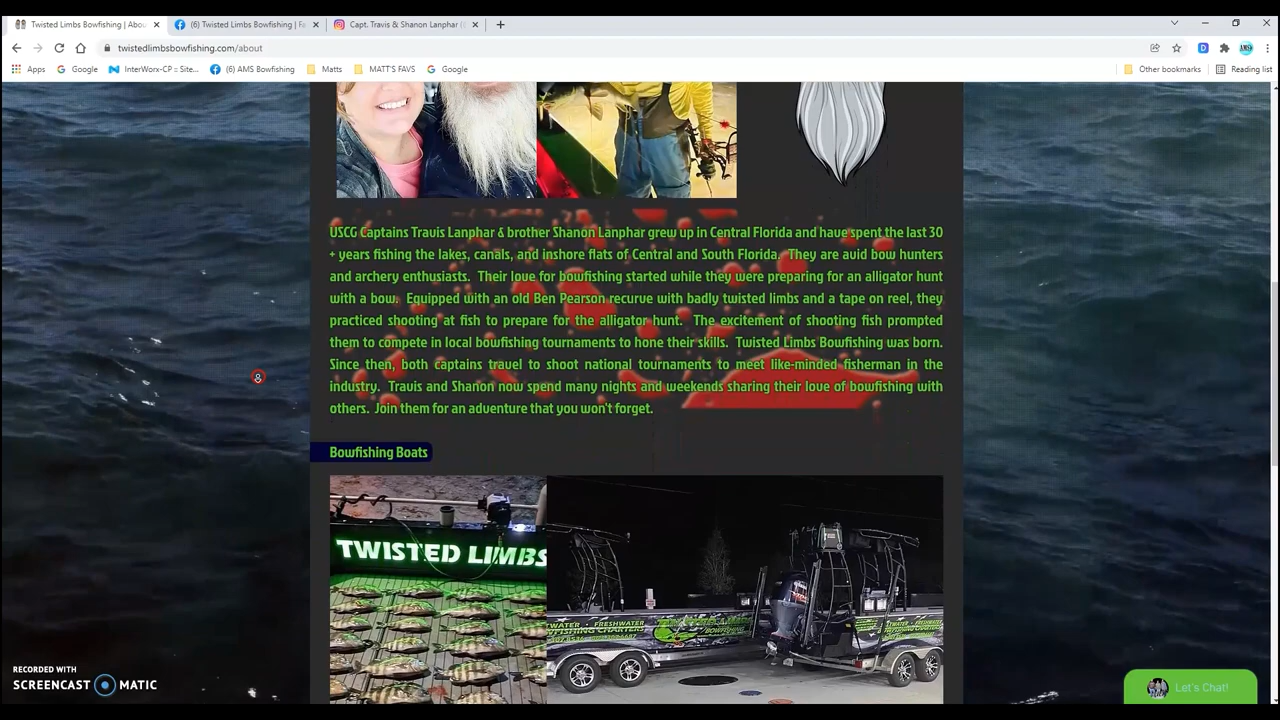 Twisted Limbs Bowfishing | Abou
(6) Twisted Limbs Bowfishing | Fa
Capt. Travis & Shanon Lanphar (
twistedlimbsbowfishing.com/about
Apps
Google
InterWorx-CP :: Site...
(6) AMS Bowfishing
Matts
MATT'S FAVS
Google
Other bookmarks
Reading list
USCG Captains Travis Lanphar & brother Shanon Lanphar grew up in Central Florida and have spent the last 30
+ years fishing the lakes, canals, and inshore flats of Central and South Florida. They are avid bow hunters
and archery enthusiasts. Their love for bowfishing started while they were preparing for an alligator hunt
with a bow. Equipped with an old Ben Pearson recurve with badly twisted limbs and a tape on reel, they
practiced shooting at fish to prepare for the alligator hunt. The excitement of shooting fish prompted
them to compete in local bowfishing tournaments to hone their skills. Twisted Limbs Bowfishing was born.
Since then, both captains travel to shoot national tournaments to meet like-minded fisherman in the
industry. Travis and Shanon now spend many nights and weekends sharing their love of bowfishing with
others. Join them for an adventure that you won't forget.
Bowfishing Boats
TWISTED LIMBS
FRESHWATER
RECORDED WITH
SCREENCAST MATIC
Let's Chat!